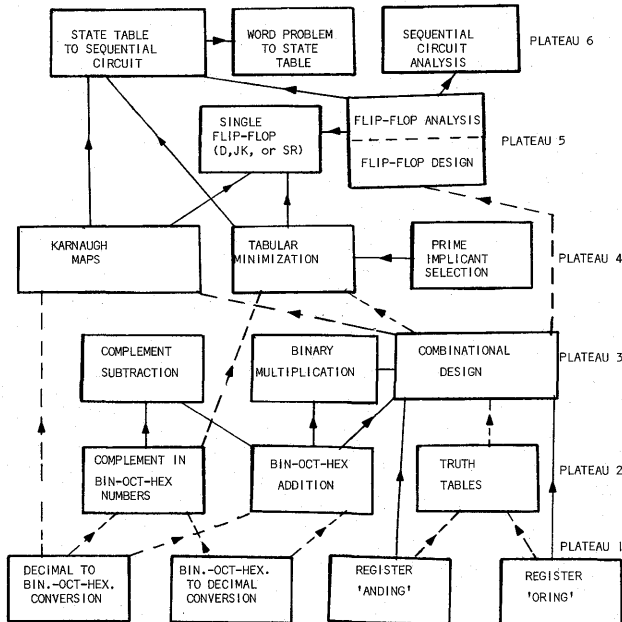 STATE TABLE
TO SEQUENTIAL
CIRCUIT
WORD PROBLEM
TO STATE
TABLE
SEQUENTIAL
CIRCUIT
ANALYSIS
PLATEAU 6
SINGLE
FLIP-FLOP
(D,JK, or SR)
FLIP-FLOP ANALYSIS
FLIP-FLOP DESIGN
PLATEAU 5
KARNAUGH
MAPS
TABULAR
MINIMIZATION
PRIME
IMPLICANT
SELECTION
PLATEAU 4
COMPLEMENT
SUBTRACTION
BINARY
MULTIPLICATION
COMBINATIONAL
DESIGN
PLATEAU 3
COMPLEMENT IN
BIN-OCT-HEX
NUMBERS
BIN-OCT-HEX
ADDITION
TRUTH
TABLES
PLATEAU 2
PLATEAU 1
DECIMAL TO
BIN.-OCT-HEX.
CONVERSION
BIN.-OCT-HEX.
TO DECIMAL
CONVERSION
REGISTER
'ANDING'
REGISTER
'ORING'